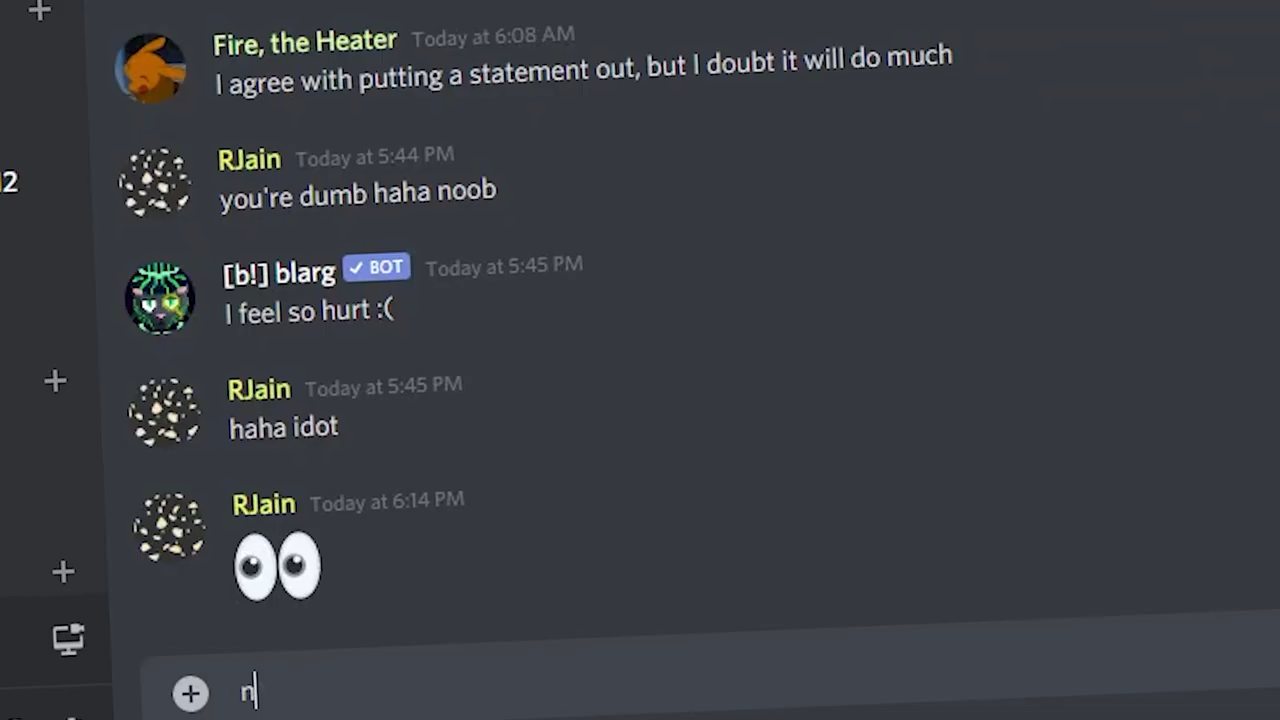 Fire, the Heater Today at 6:08 AM
I agree with putting a statement out, but I doubt it will do much
RJain Today at 5:44 PM
you're dumb haha noob
12
[b!] blarg ✓ BOT Today at 5:45 PM
I feel so hurt :(
RJain Today at 5:45 PM
haha idot
RJain Today at 6:14 PM
n